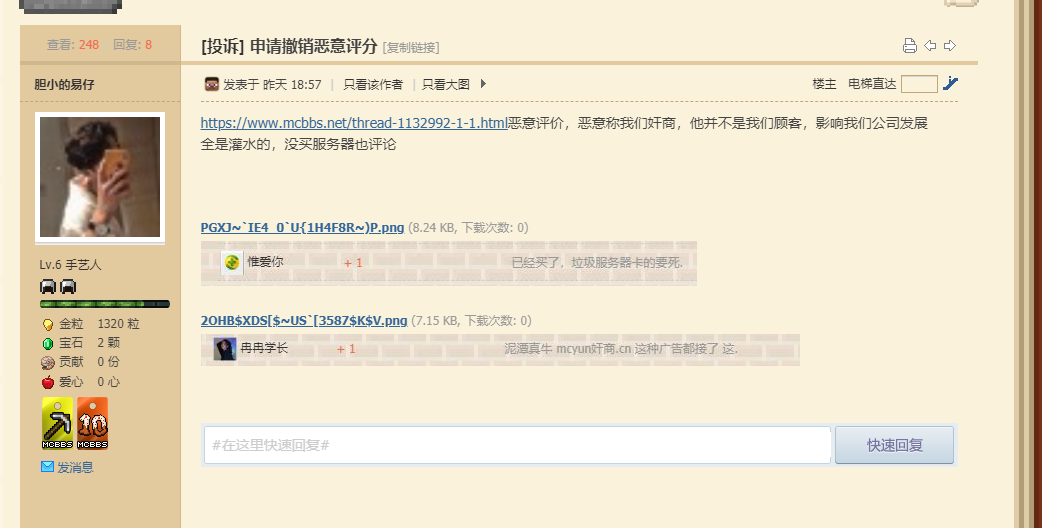 查看: 248 回复: 8
[投诉] 申请撤销恶意评分 [复制链接]
胆小的易仔
发表于 昨天 18:57 | 只看该作者 | 只看大图
楼主 电梯直达
https://www.mcbbs.net/thread-1132992-1-1.html恶意评价，恶意称我们奸商，他并不是我们顾客，影响我们公司发展
全是灌水的，没买服务器也评论
PGXJ~`IE4_0`U{1H4F8R~)P.png (8.24 KB, 下载次数: 0)
惟爱你 + 1 已经买了，垃圾服务器卡的要死.
2OHB$XDS[$~US`[3587$K$V.png (7.15 KB, 下载次数: 0)
冉冉学长 + 1 泥潭真牛 mcyun奸商.cn 这种广告都接了 这.
Lv.6 手艺人
金粒 1320 粒
宝石 2 颗
贡献 0 份
爱心 0 心
MCBBS
10
MCBBS
发消息
#在这里快速回复#
快速回复